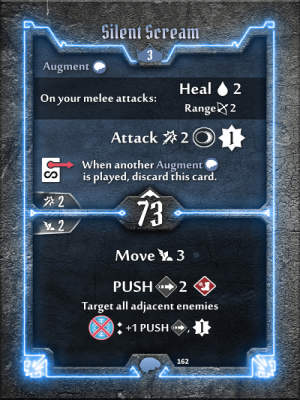 Silent Scream
3
Augment
On your melee attacks:
Heal 2
Range 2
Attack 2 1
When another Augment
is played, discard this card.
2
73
2
Move 3
PUSH 2
Target all adjacent enemies
: +1 PUSH , 1
162